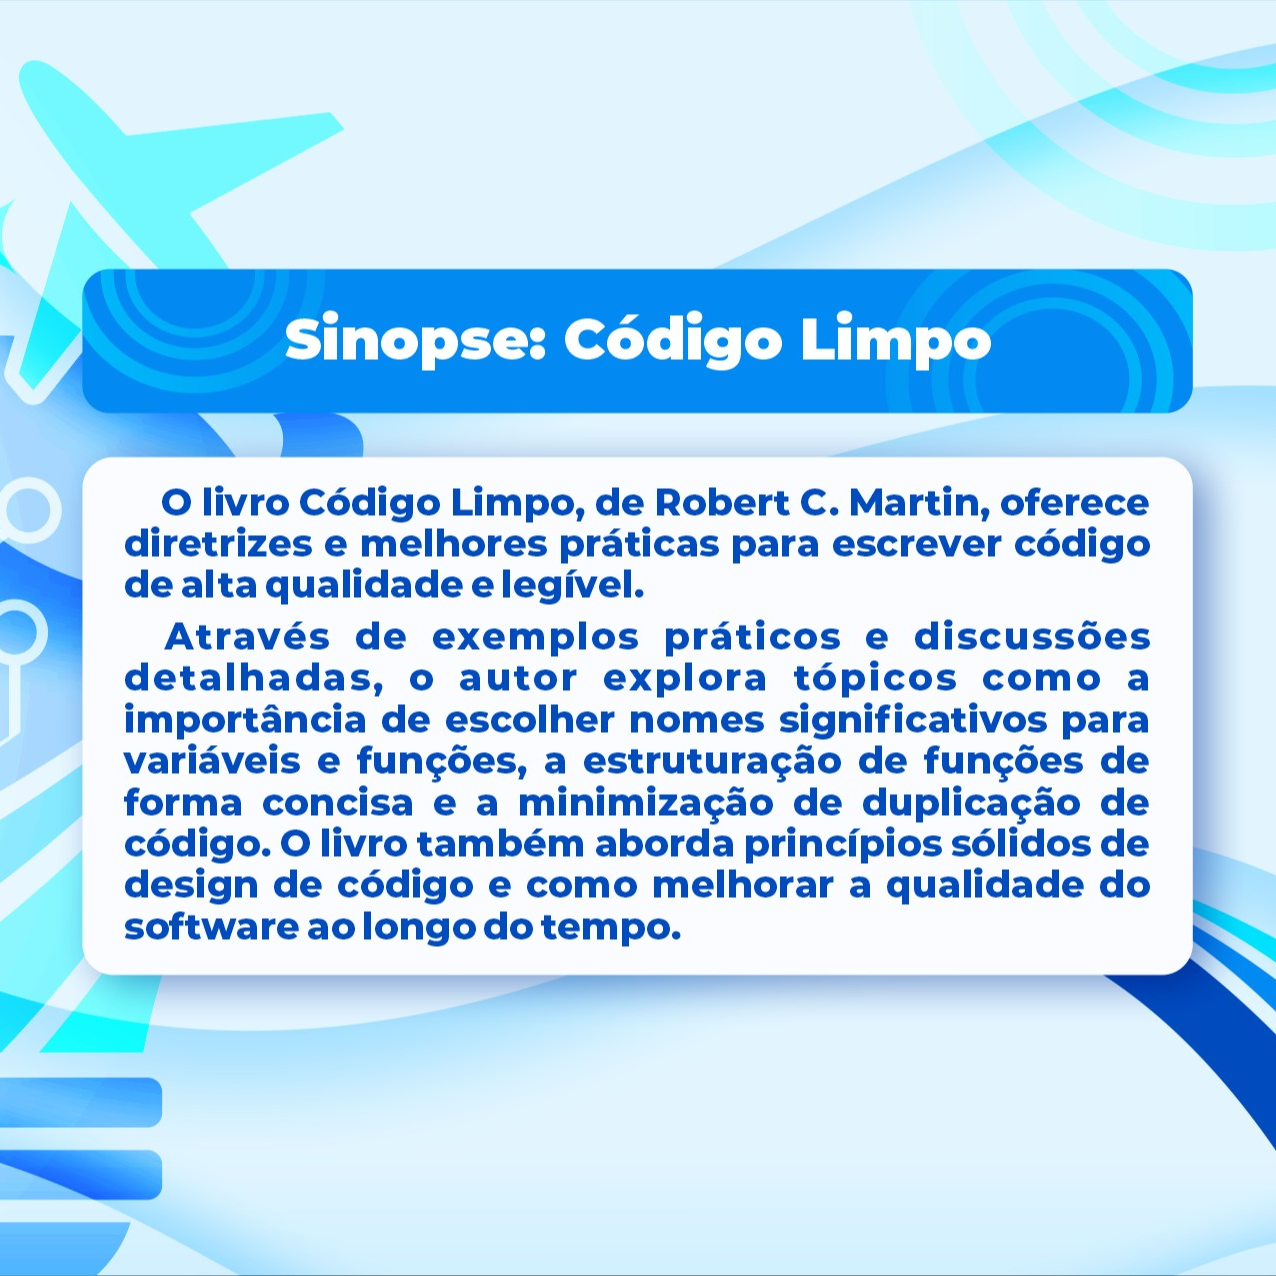 Sinopse: Código Limpo
O livro Código Limpo, de Robert C. Martin, oferece
diretrizes e melhores práticas para escrever código
de alta qualidade e legível.
Através de exemplos práticos e discussões
detalhadas, o autor explora tópicos como a
importância de escolher nomes significativos para
variáveis e funções, a estruturação de funções de
forma concisa e a minimização de duplicação de
código. O livro também aborda princípios sólidos de
design de código e como melhorar a qualidade do
software ao longo do tempo.